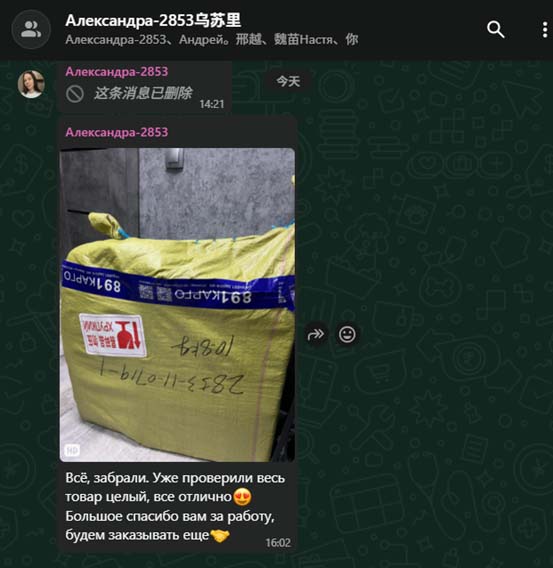 Александра-2853乌苏里
Александра-2853、Андрей。邢越、魏苗Настя、你
Александра-2853
今天
这条消息已删除
14:21
Александра-2853
891КАРГО
891КАРГО
ХРУПКИЙ
10.8kg
2853-11-0719-1
HD
Всё, забрали. Уже проверили весь
товар целый, все отлично😍
Большое спасибо вам за работу,
будем заказывать еще🤝
16:02